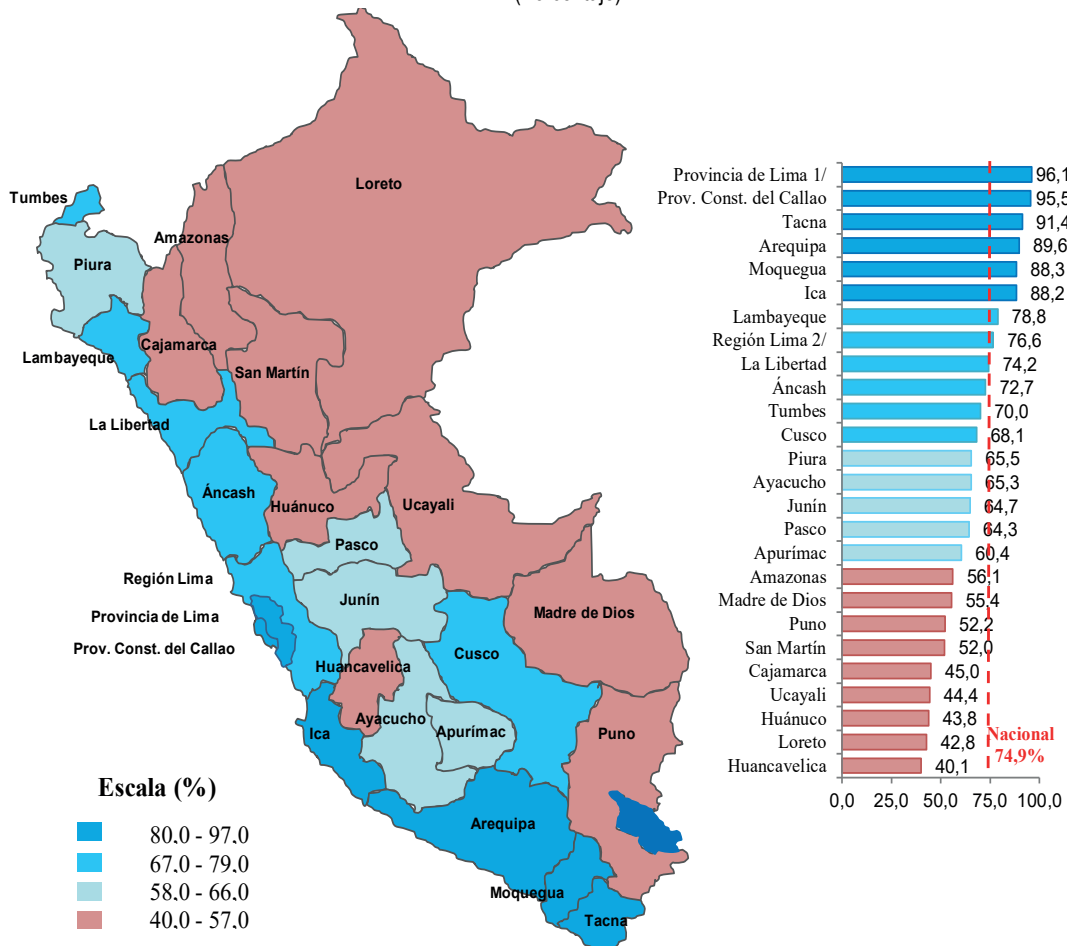 Loreto
Tumbes
Amazonas
Piura
Cajamarca
Lambayeque
San Martín
La Libertad
Áncash
Huánuco
Ucayali
Pasco
Región Lima
Junín
Provincia de Lima
Madre de Dios
Prov. Const. del Callao
Cusco
Huancavelica
Ayacucho
Ica
Apurímac
Puno
Arequipa
Moquegua
Tacna
Escala (%)
80,0 - 97,0
67,0 - 79,0
58,0 - 66,0
40,0 - 57,0
Provincia de Lima 1/ 96,1
Prov. Const. del Callao 95,5
Tacna 91,4
Arequipa 89,6
Moquegua 88,3
Ica 88,2
Lambayeque 78,8
Región Lima 2/ 76,6
La Libertad 74,2
Áncash 72,7
Tumbes 70,0
Cusco 68,1
Piura 65,5
Ayacucho 65,3
Junín 64,7
Pasco 64,3
Apurímac 60,4
Amazonas 56,1
Madre de Dios 55,4
Puno 52,2
San Martín 52,0
Cajamarca 45,0
Ucayali 44,4
Huánuco 43,8
Loreto 42,8
Huancavelica 40,1
Nacional
74,9%
0,0 25,0 50,0 75,0 100,0